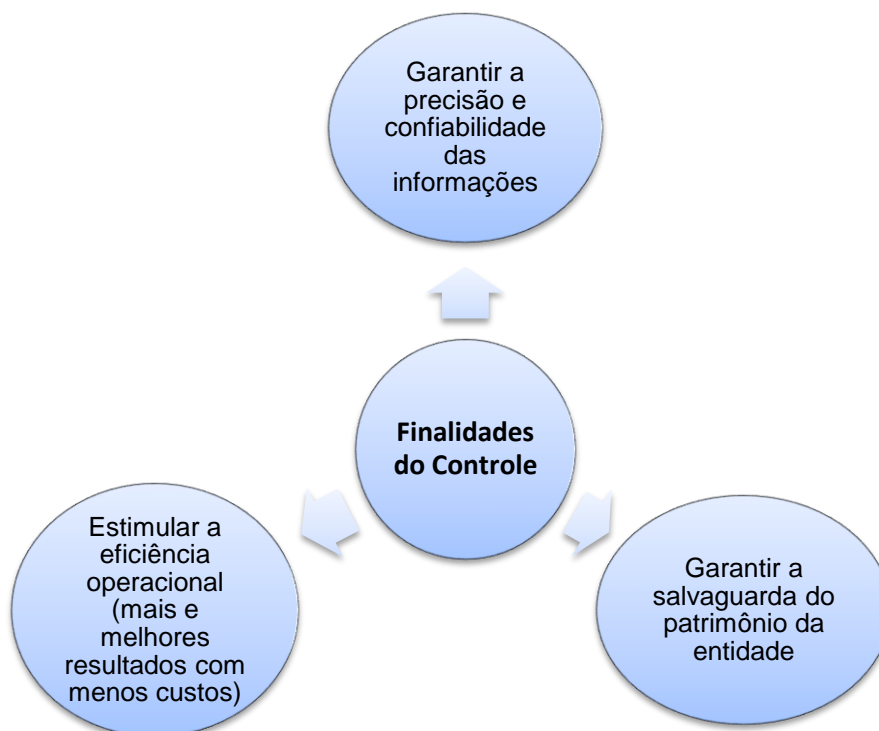 Garantir a
precisão e
confiabilidade
das
informações
Finalidades
do Controle
Estimular a
eficiência
operacional
(mais e
melhores
resultados com
menos custos)
Garantir a
salvaguarda do
patrimônio da
entidade